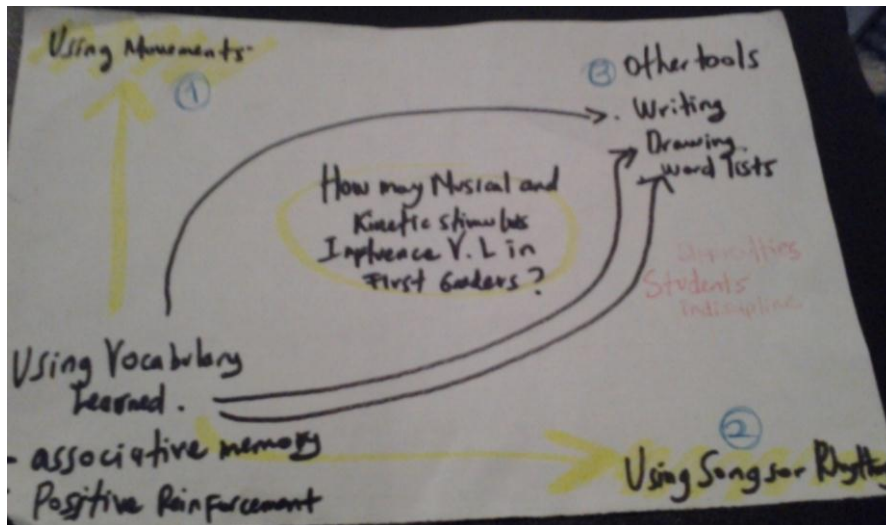 Using Movements
1
3 Other tools
. Writing
Drawing
Word lists
How may Musical and
Kinetic stimulus
Influence V.L in
First Graders?
Students
Using Vocabulary
Learned.
- associative memory
Positive Reinforcement
2
Using Songs or